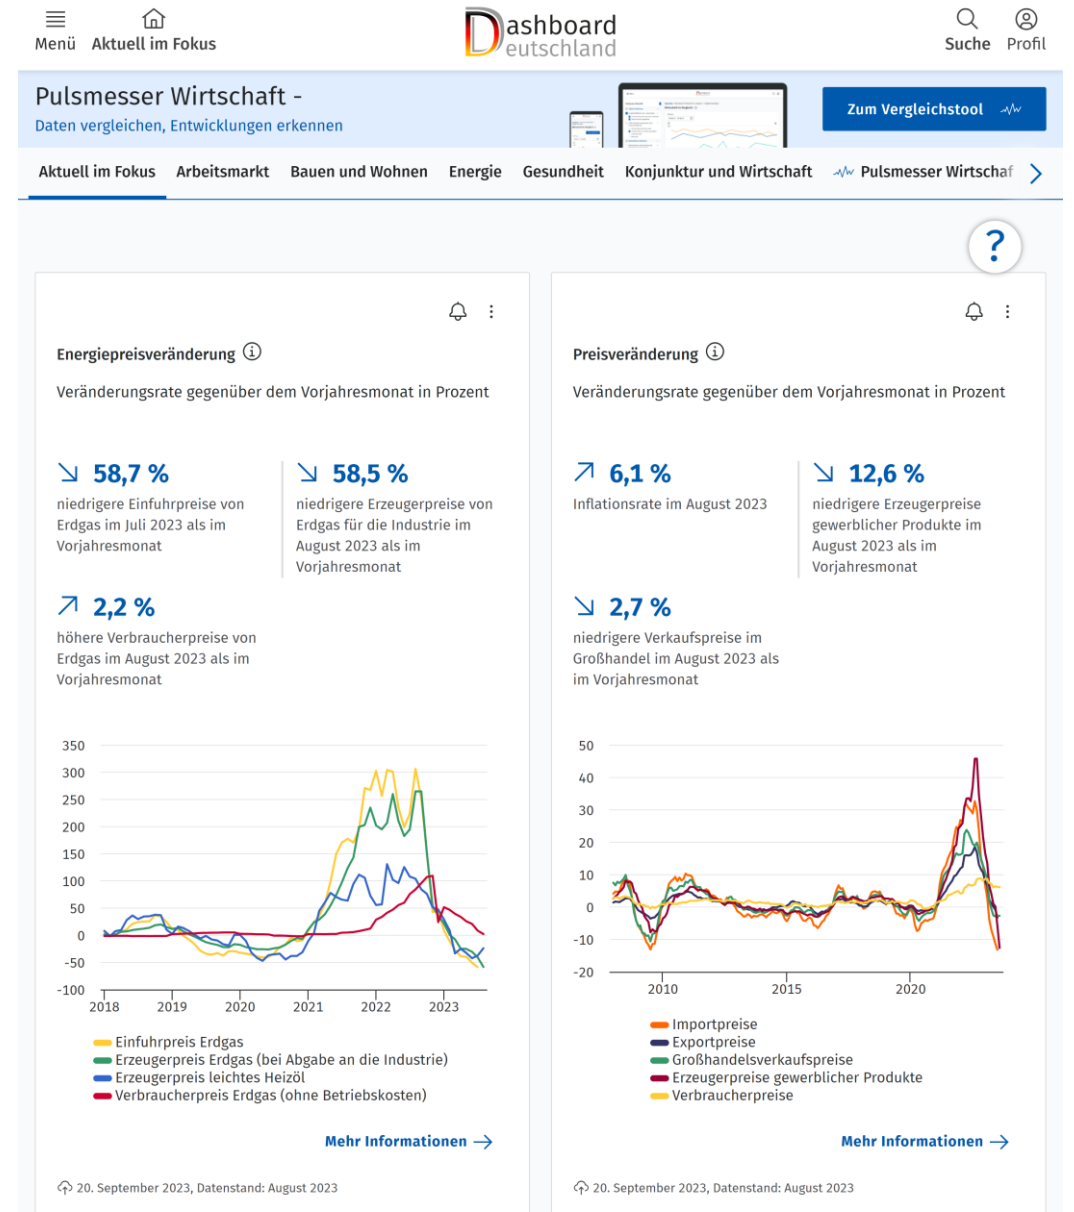 Menü
Aktuell im Fokus
Dashboard
Deutschland
Suche
Profil
Pulsmesser Wirtschaft -
Daten vergleichen, Entwicklungen erkennen
Zum Vergleichstool
Aktuell im Fokus
Arbeitsmarkt
Bauen und Wohnen
Energie
Gesundheit
Konjunktur und Wirtschaft
Pulsmesser Wirtschaf
?
Energiepreisveränderung
Veränderungsrate gegenüber dem Vorjahresmonat in Prozent
58,7 %
niedrigere Einfuhrpreise von
Erdgas im Juli 2023 als im
Vorjahresmonat
58,5 %
niedrigere Erzeugerpreise von
Erdgas für die Industrie im
August 2023 als im
Vorjahresmonat
2,2 %
höhere Verbraucherpreise von
Erdgas im August 2023 als im
Vorjahresmonat
350
300
250
200
150
100
50
0
-50
-100
2018 2019 2020 2021 2022 2023
Einfuhrpreis Erdgas
Erzeugerpreis Erdgas (bei Abgabe an die Industrie)
Erzeugerpreis leichtes Heizöl
Verbraucherpreis Erdgas (ohne Betriebskosten)
Mehr Informationen
20. September 2023, Datenstand: August 2023
Preisveränderung
Veränderungsrate gegenüber dem Vorjahresmonat in Prozent
6,1 %
Inflationsrate im August 2023
12,6 %
niedrigere Erzeugerpreise
gewerblicher Produkte im
August 2023 als im
Vorjahresmonat
2,7 %
niedrigere Verkaufspreise im
Großhandel im August 2023 als
im Vorjahresmonat
50
40
30
20
10
0
-10
-20
2010 2015 2020
Importpreise
Exportpreise
Großhandelsverkaufspreise
Erzeugerpreise gewerblicher Produkte
Verbraucherpreise
Mehr Informationen
20. September 2023, Datenstand: August 2023